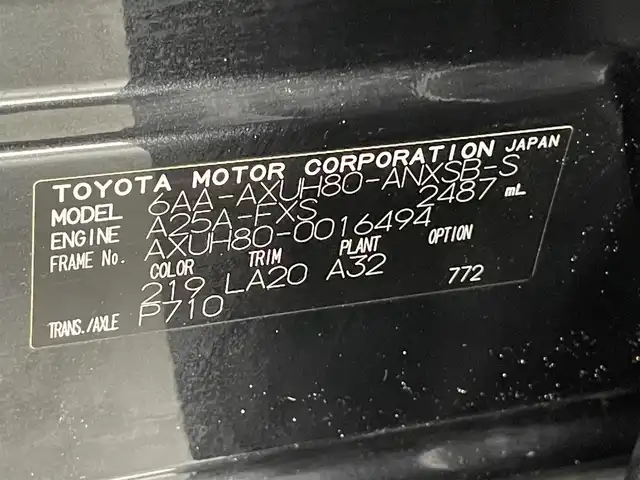 TOYOTA MOTOR CORPORATION JAPAN
MODEL 6AA-AXUH80-ANXSB-S
ENGINE A25A-FXS 2487 mL
FRAME No. AXUH80-0016494
COLOR TRIM PLANT OPTION
219 LA20 A32 772
TRANS./AXLE P710